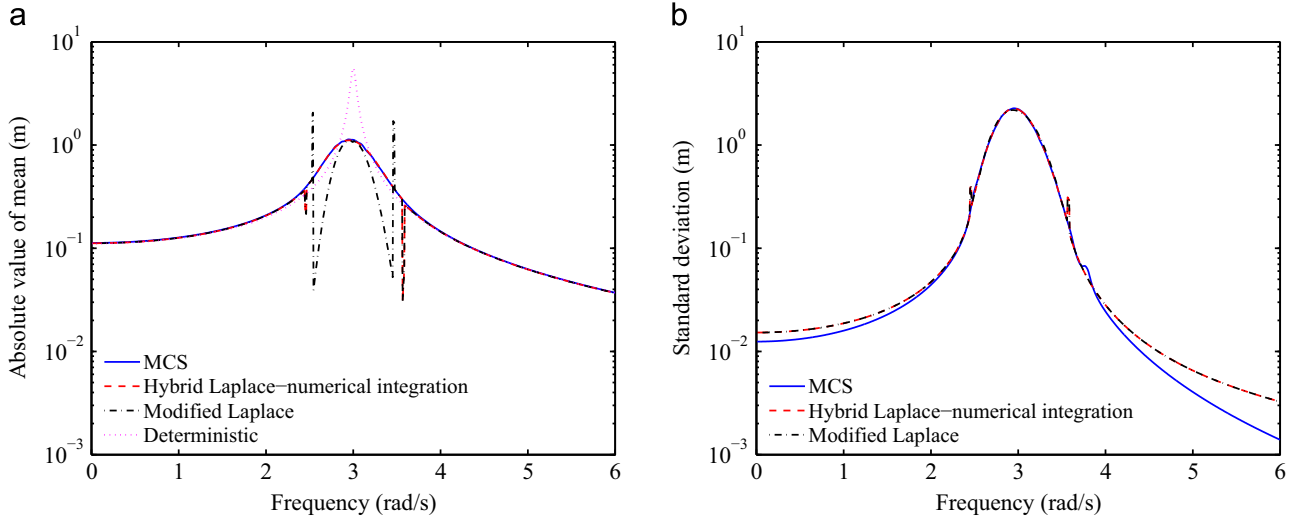 a
10^1
10^0
10^-1
10^-2
10^-3
Absolute value of mean (m)
MCS
Hybrid Laplace−numerical integration
Modified Laplace
Deterministic
0 1 2 3 4 5 6
Frequency (rad/s)
b
10^1
10^0
10^-1
10^-2
10^-3
Standard deviation (m)
MCS
Hybrid Laplace−numerical integration
Modified Laplace
0 1 2 3 4 5 6
Frequency (rad/s)